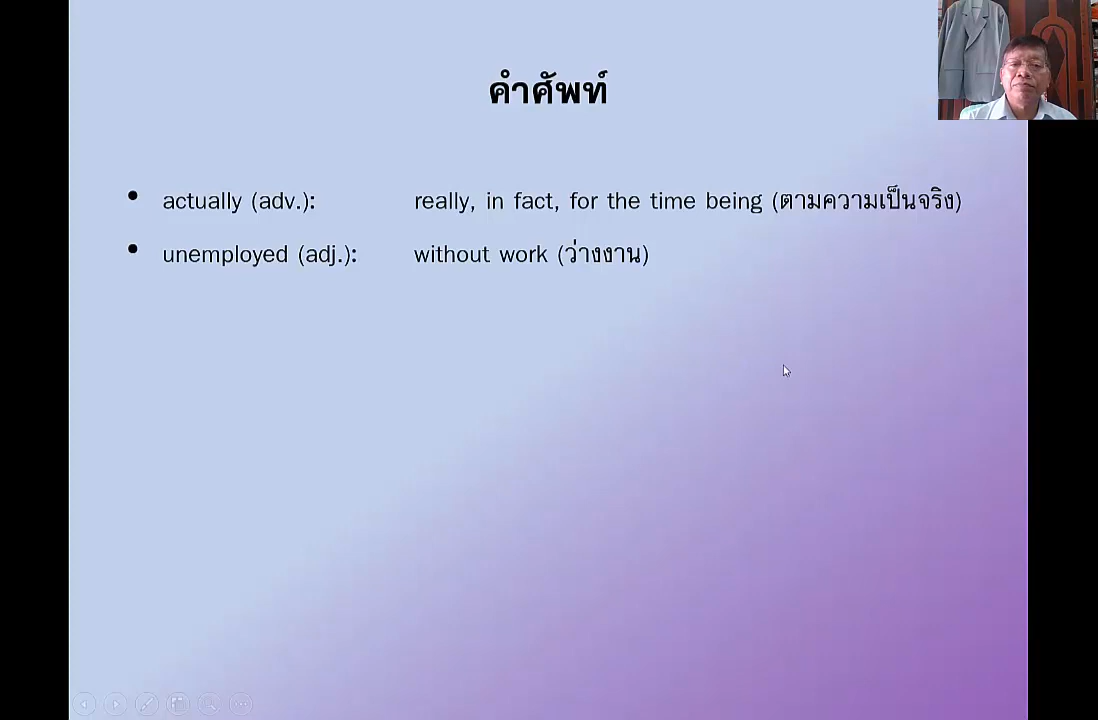 คำศัพท์
• actually (adv.): really, in fact, for the time being (ตามความเป็นจริง)
• unemployed (adj.): without work (ว่างงาน)